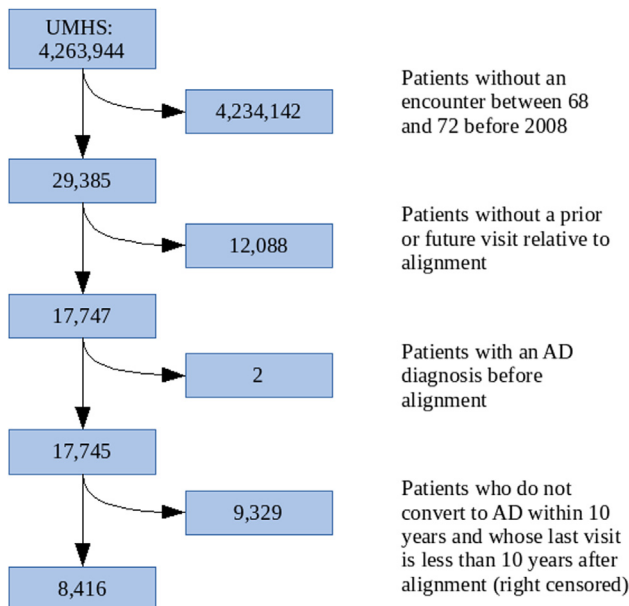 UMHS:
4,263,944
4,234,142
Patients without an
encounter between 68
and 72 before 2008
29,385
12,088
Patients without a prior
or future visit relative to
alignment
17,747
2
Patients with an AD
diagnosis before
alignment
17,745
9,329
Patients who do not
convert to AD within 10
years and whose last visit
is less than 10 years after
alignment (right censored)
8,416